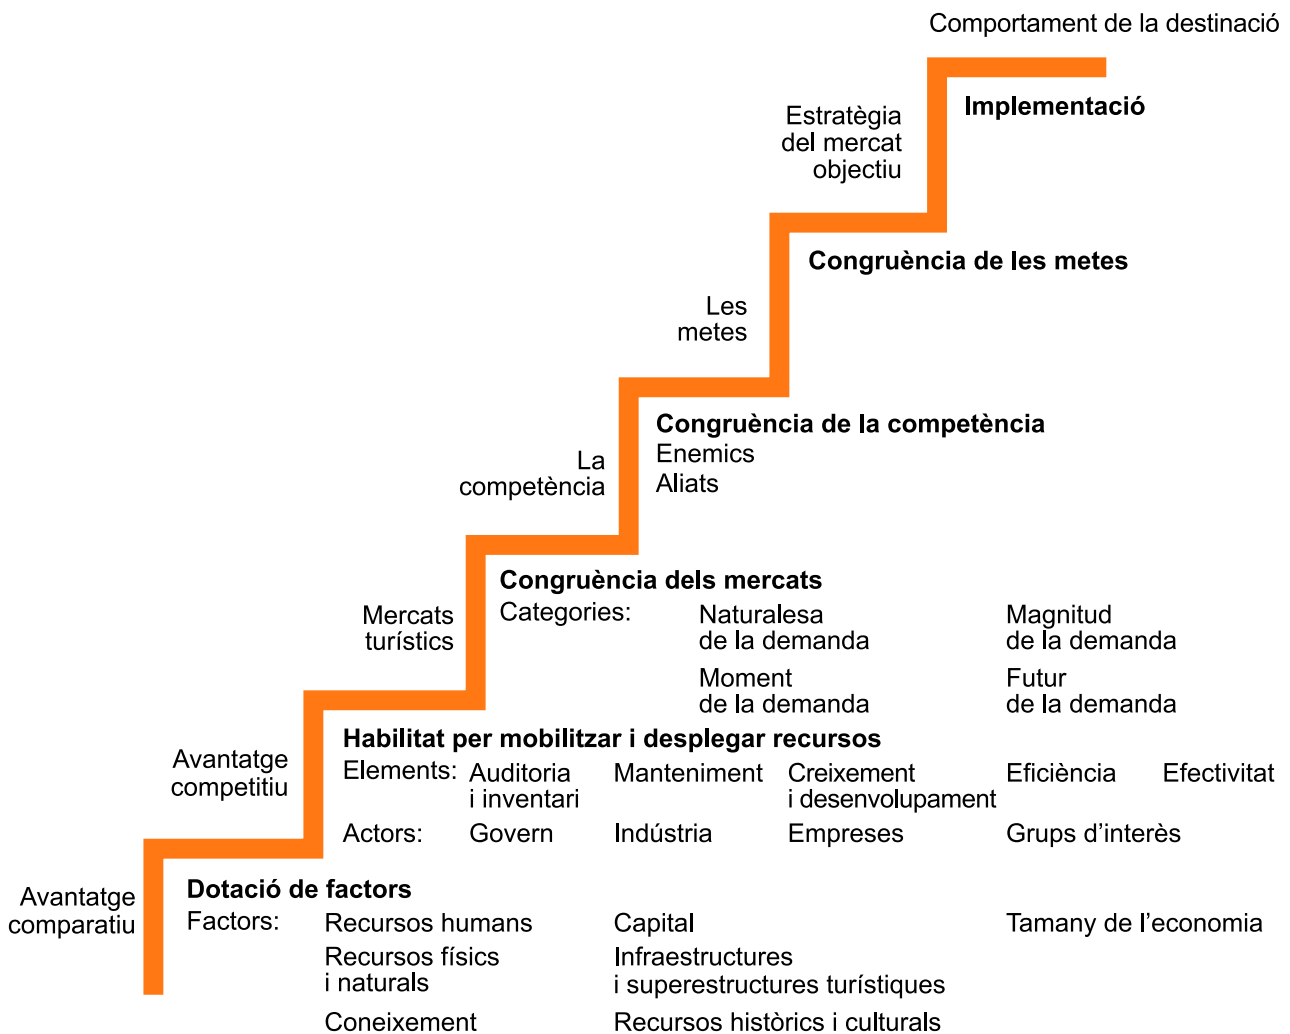 Comportament de la destinació
Implementació
Estratègia
del mercat
objectiu
Congruència de les metes
Les
metes
Congruència de la competència
Enemics
Aliats
La
competència
Congruència dels mercats
Categories: Naturalesa Magnitud
de la demanda de la demanda
Moment Futur
de la demanda de la demanda
Mercats
turístics
Habilitat per mobilitzar i desplegar recursos
Elements: Auditoria Manteniment Creixement Eficiència Efectivitat
i inventari i desenvolupament
Actors: Govern Indústria Empreses Grups d’interès
Avantatge
competitiu
Dotació de factors
Factors: Recursos humans Capital Tamany de l’economia
Recursos físics Infraestructures
i naturals i superestructures turístiques
Coneixement Recursos històrics i culturals
Avantatge
comparatiu